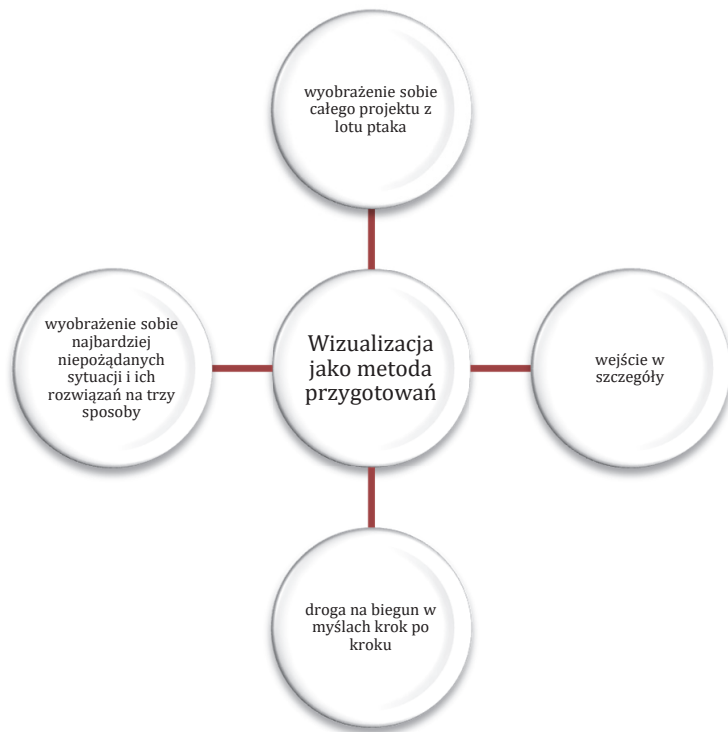 wyobrażenie sobie
całego projektu z
lotu ptaka
wyobrażenie sobie
najbardziej
niepożądanych
sytuacji i ich
rozwiązań na trzy
sposoby
Wizualizacja
jako metoda
przygotowań
wejście w
szczegóły
droga na biegun w
myślach krok po
kroku